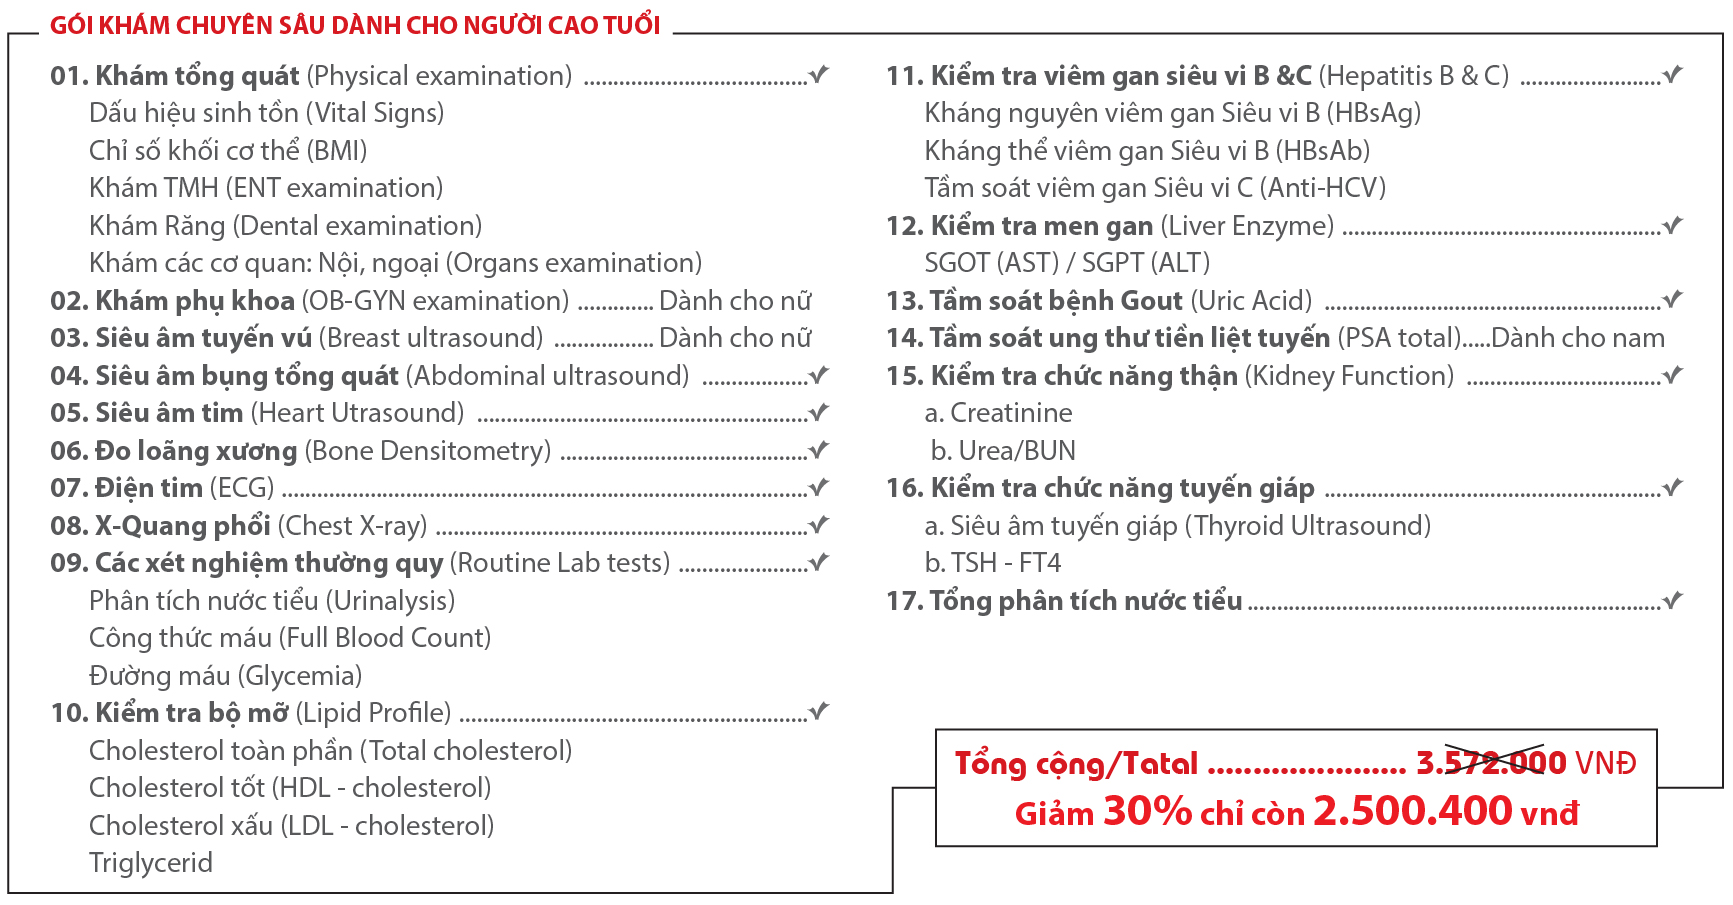 GÓI KHÁM CHUYÊN SÂU DÀNH CHO NGƯỜI CAO TUỔI
01. Khám tổng quát (Physical examination) ..................................... ✓
Dấu hiệu sinh tồn (Vital Signs)
Chỉ số khối cơ thể (BMI)
Khám TMH (ENT examination)
Khám Răng (Dental examination)
Khám các cơ quan: Nội, ngoại (Organs examination)
02. Khám phụ khoa (OB-GYN examination) ............. Dành cho nữ
03. Siêu âm tuyến vú (Breast ultrasound) ................. Dành cho nữ
04. Siêu âm bụng tổng quát (Abdominal ultrasound) .................. ✓
05. Siêu âm tim (Heart Utrasound) ........................................................ ✓
06. Đo loãng xương (Bone Densitometry) .......................................... ✓
07. Điện tim (ECG) ......................................................................................... ✓
08. X-Quang phổi (Chest X-ray) ............................................................... ✓
09. Các xét nghiệm thường quy (Routine Lab tests) ...................... ✓
Phân tích nước tiểu (Urinalysis)
Công thức máu (Full Blood Count)
Đường máu (Glycemia)
10. Kiểm tra bộ mỡ (Lipid Profile) ........................................................... ✓
Cholesterol toàn phần (Total cholesterol)
Cholesterol tốt (HDL - cholesterol)
Cholesterol xấu (LDL - cholesterol)
Triglycerid
11. Kiểm tra viêm gan siêu vi B &C (Hepatitis B & C) ........................ ✓
Kháng nguyên viêm gan Siêu vi B (HBsAg)
Kháng thể viêm gan Siêu vi B (HBsAb)
Tầm soát viêm gan Siêu vi C (Anti-HCV)
12. Kiểm tra men gan (Liver Enzyme) ...................................................... ✓
SGOT (AST) / SGPT (ALT)
13. Tầm soát bệnh Gout (Uric Acid) ......................................................... ✓
14. Tầm soát ung thư tiền liệt tuyến (PSA total).....Dành cho nam
15. Kiểm tra chức năng thận (Kidney Function) ................................. ✓
a. Creatinine
b. Urea/BUN
16. Kiểm tra chức năng tuyến giáp ......................................................... ✓
a. Siêu âm tuyến giáp (Thyroid Ultrasound)
b. TSH - FT4
17. Tổng phân tích nước tiểu ...................................................................... ✓
Tổng cộng/Tatal ...................... 3.572.000 VNĐ
Giảm 30% chỉ còn 2.500.400 vnđ